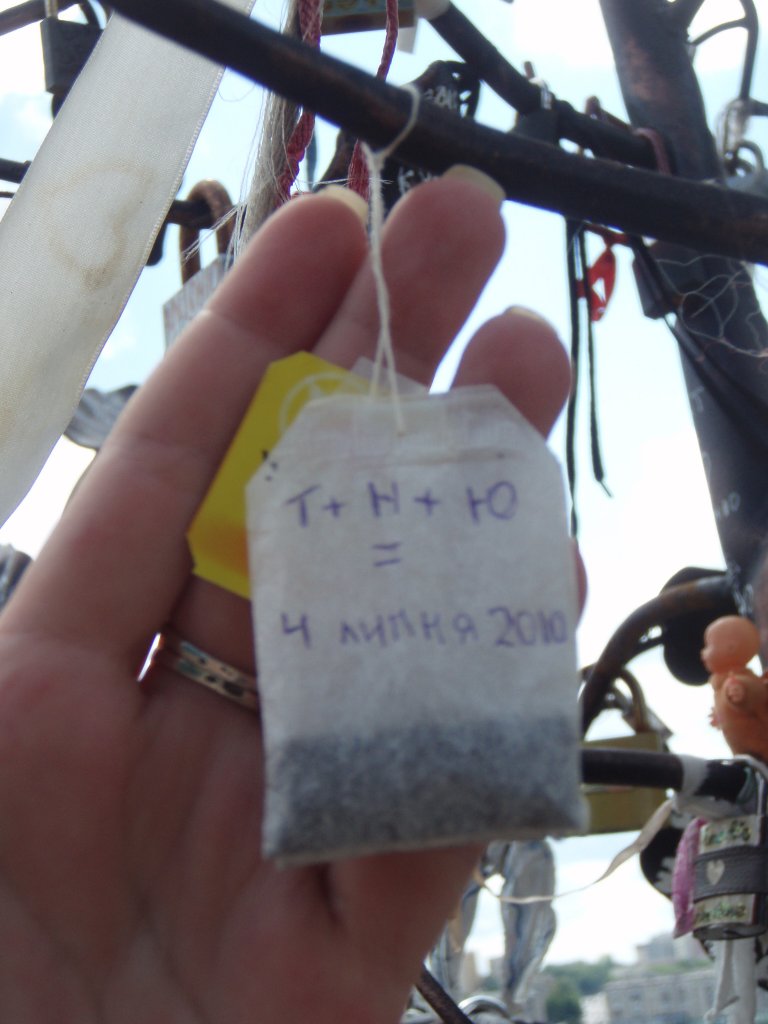 Т + Н + Ю
=
4 липня 2010